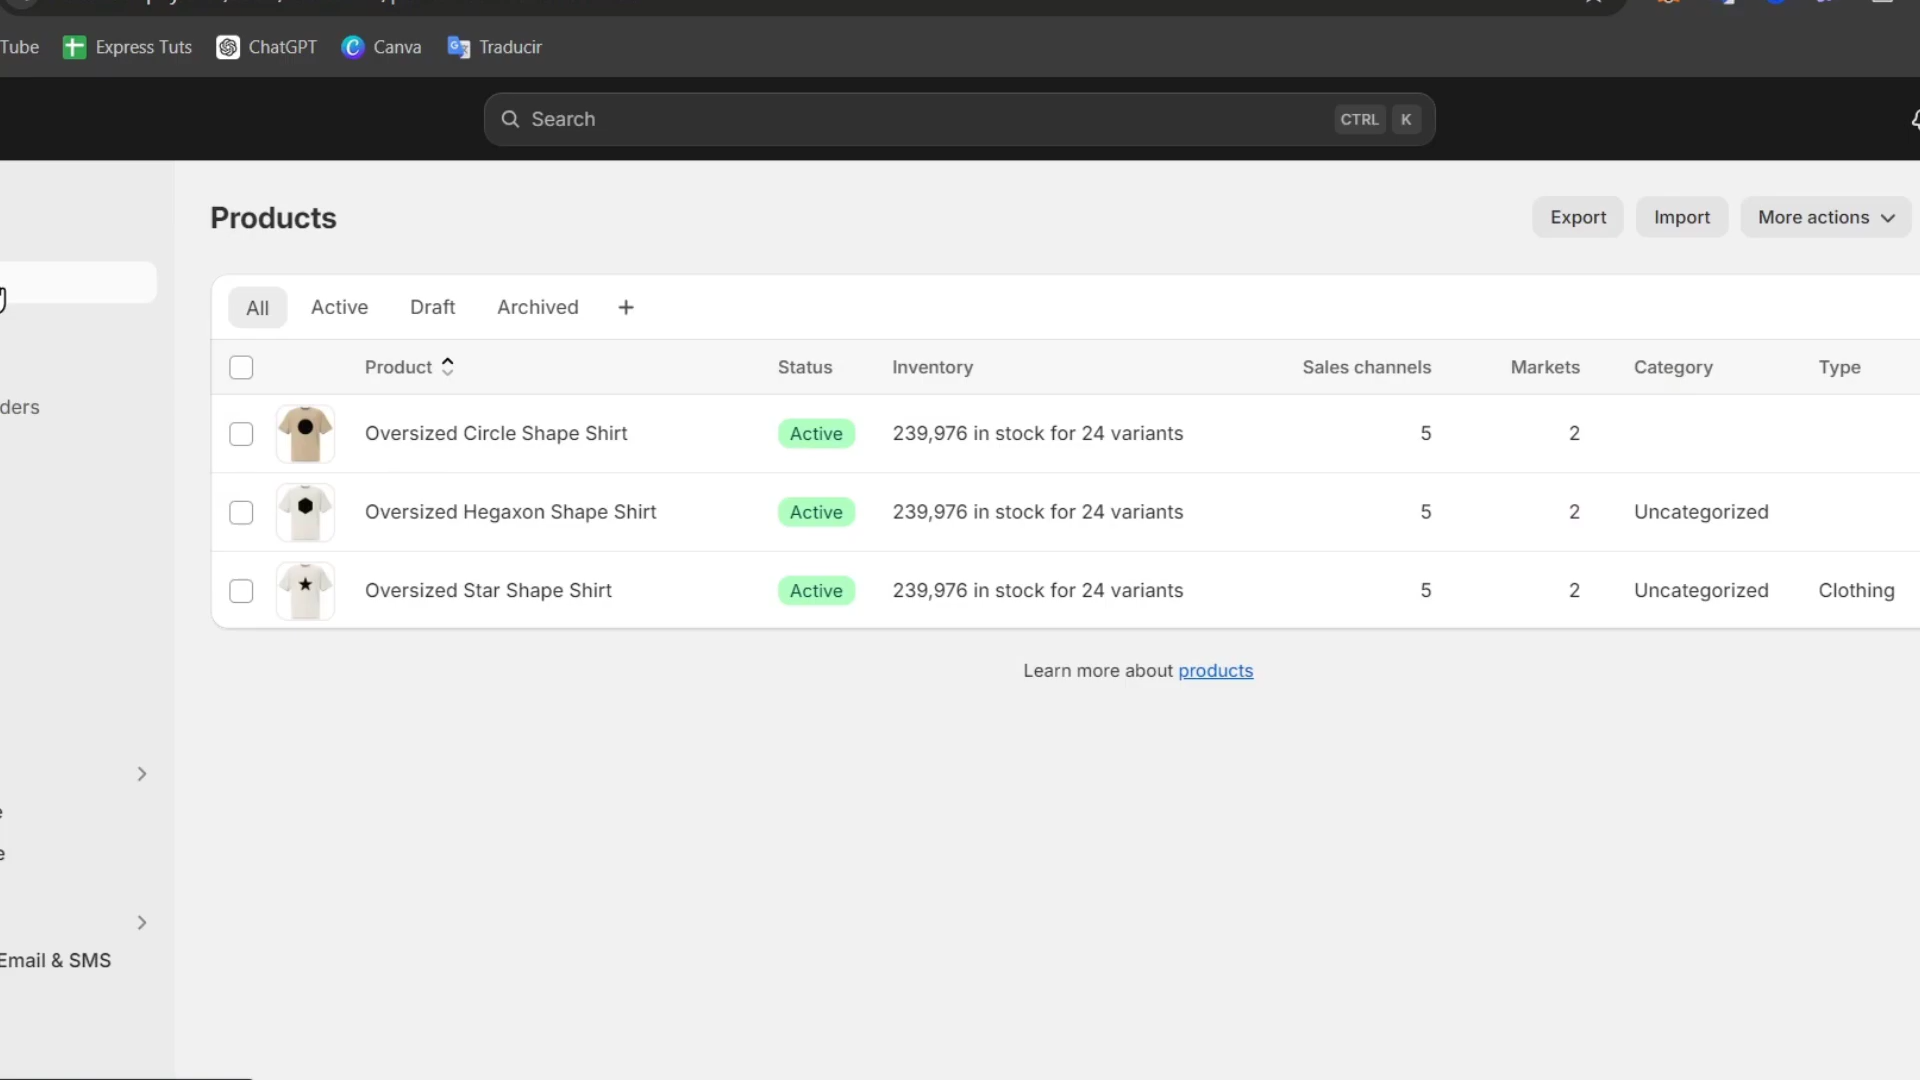 Tube Express Tuts ChatGPT Canva Traducir
Search CTRL K
Products Export Import More actions
All Active Draft Archived +
Product Status Inventory Sales channels Markets Category Type
ders
Oversized Circle Shape Shirt Active 239,976 in stock for 24 variants 5 2
Oversized Hegaxon Shape Shirt Active 239,976 in stock for 24 variants 5 2 Uncategorized
Oversized Star Shape Shirt Active 239,976 in stock for 24 variants 5 2 Uncategorized Clothing
Learn more about products
e
e
Email & SMS